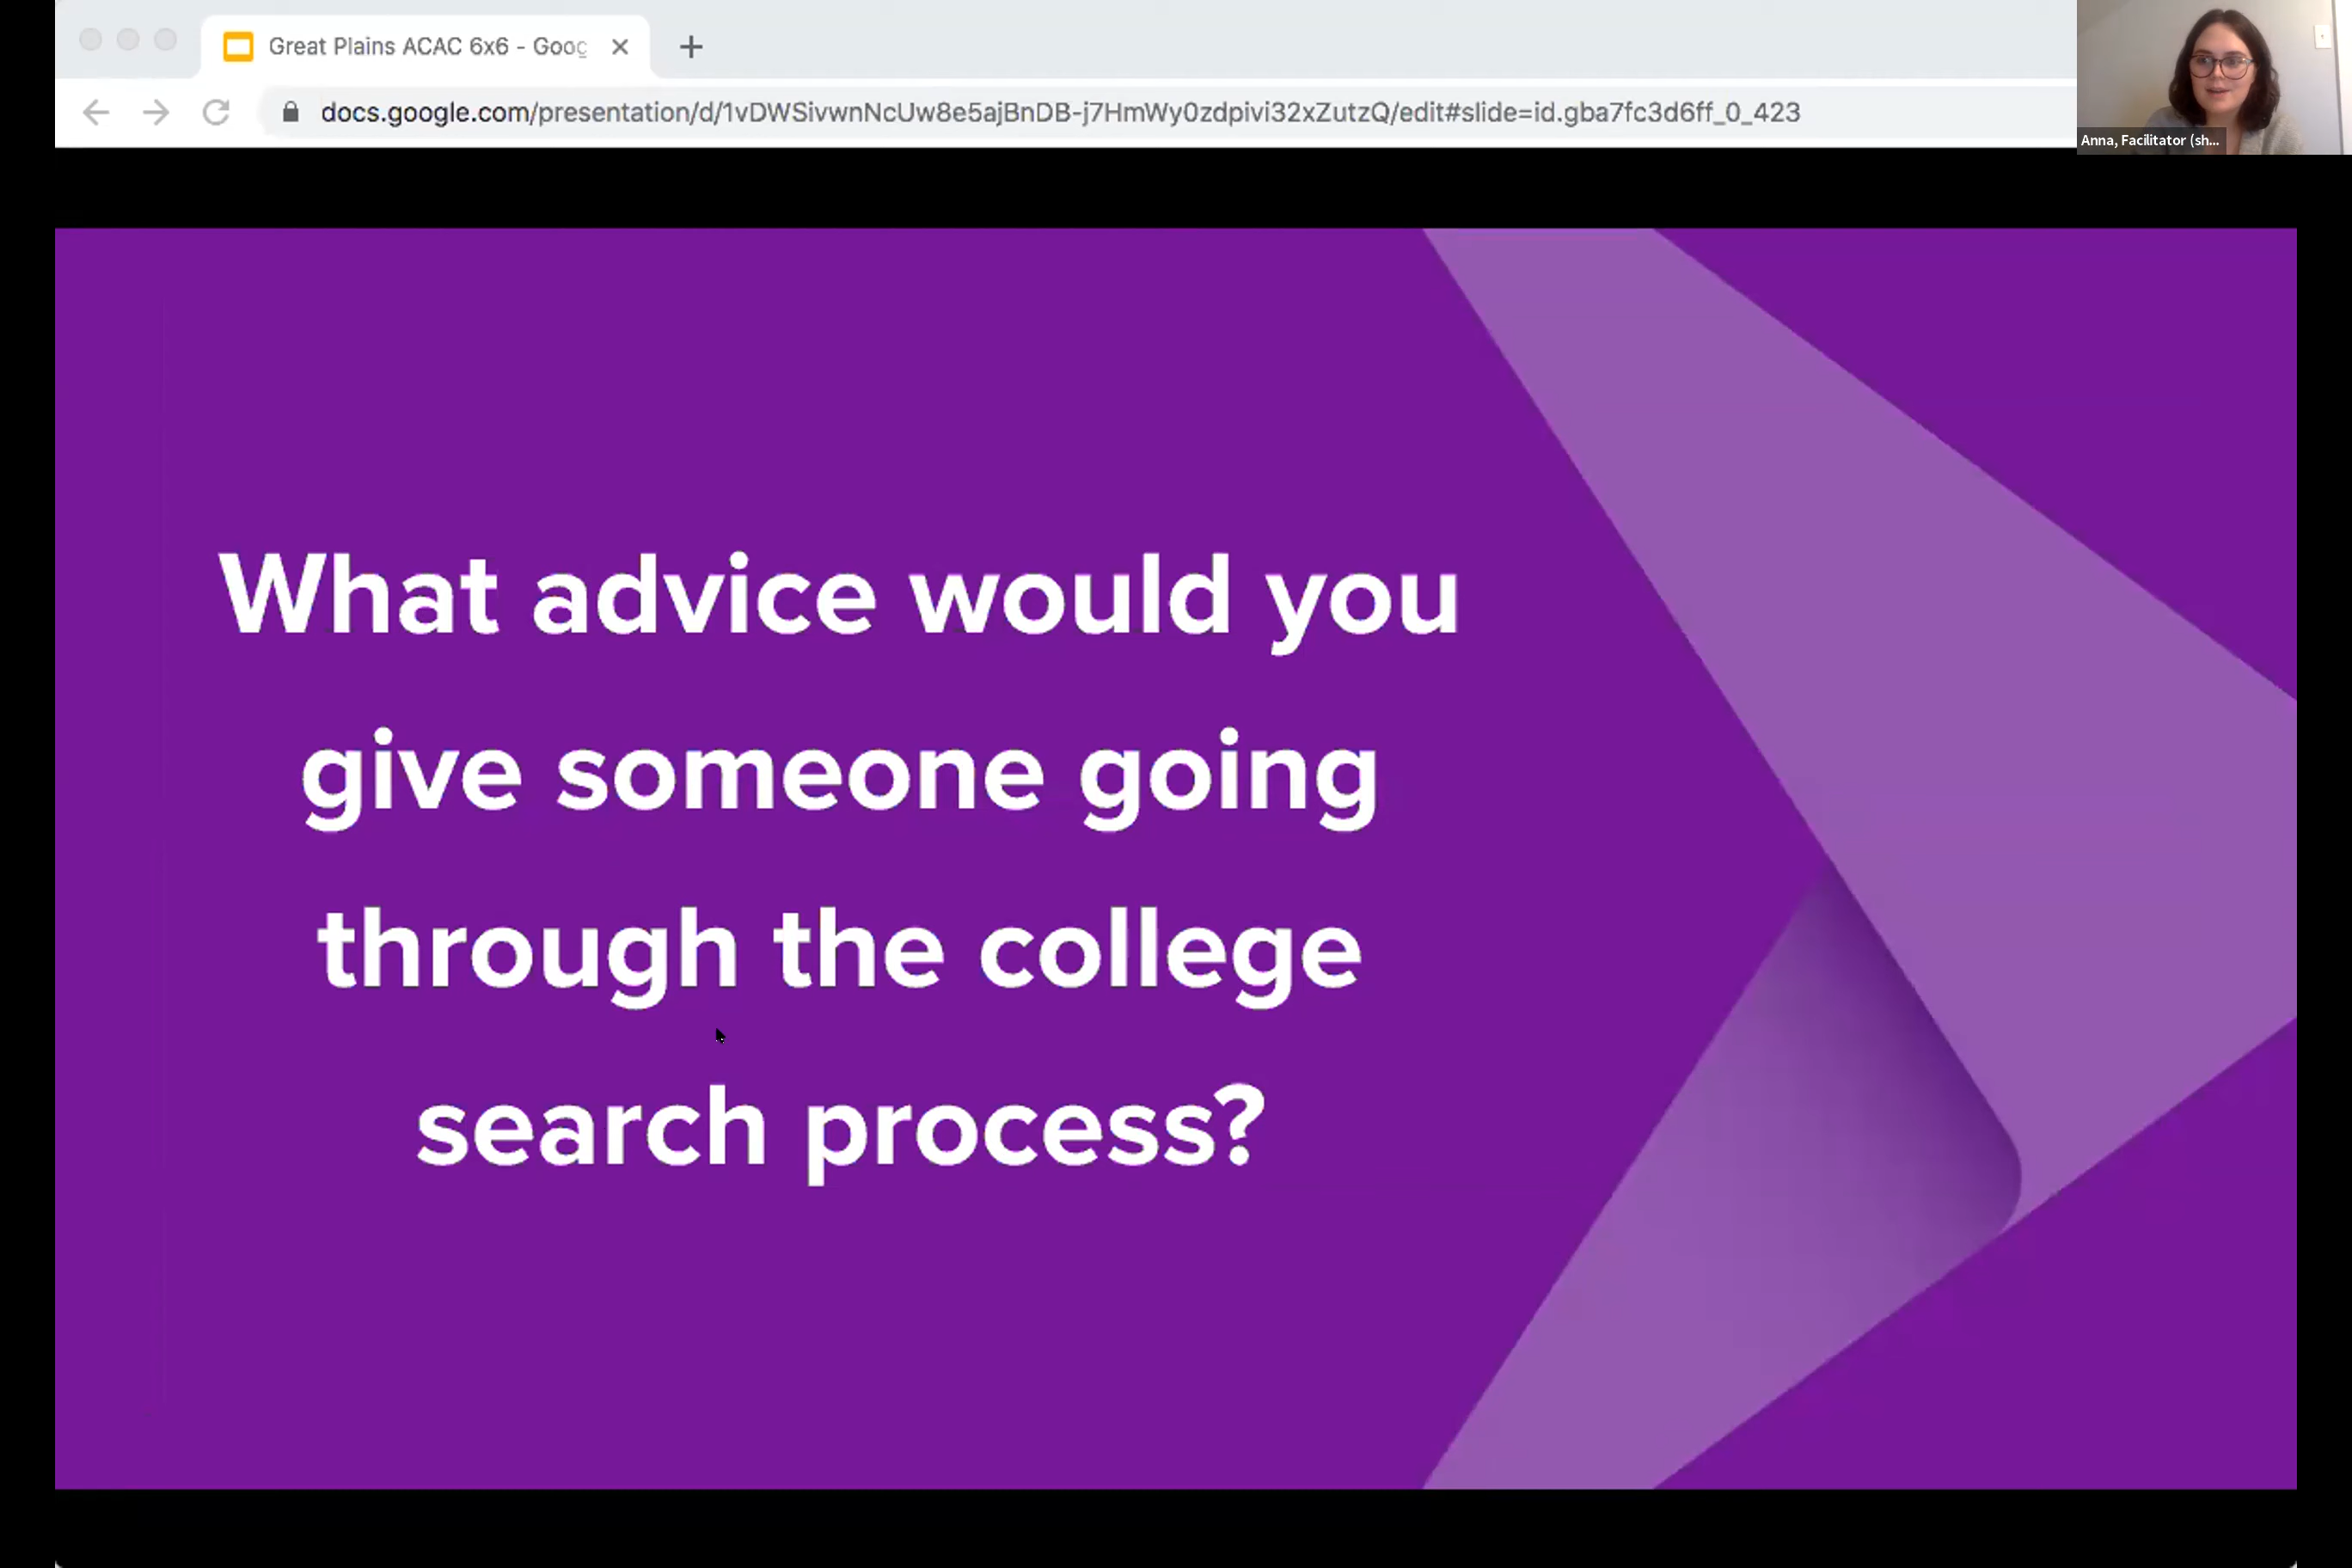 Great Plains ACAC 6x6 - Goog
docs.google.com/presentation/d/1vDWSivwnNcUw8e5ajBnDB-j7HmWy0zdpivi32xZutzQ/edit#slide=id.gba7fc3d6ff_0_423
Anna, Facilitator (sh...
What advice would you
give someone going
through the college
search process?